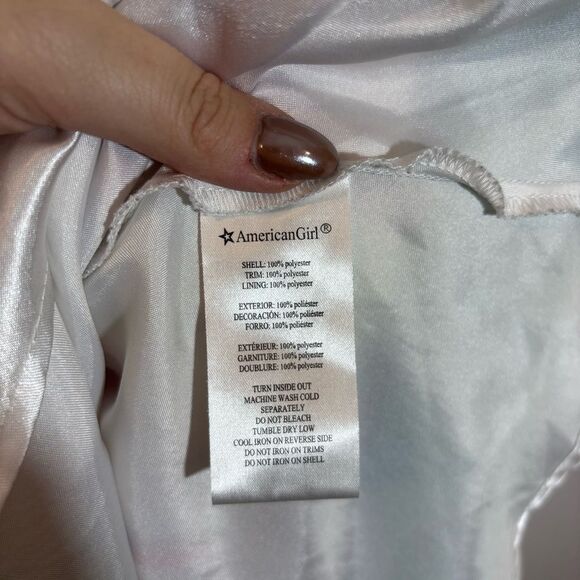 AmericanGirl®
SHELL: 100% polyester
TRIM: 100% polyester
LINING: 100% polyester
EXTERIOR: 100% poliéster
DECORACIÓN: 100% poliéster
FORRO: 100% poliéster
EXTÉRIEUR: 100% polyester
GARNITURE: 100% polyester
DOUBLURE: 100% polyester
TURN INSIDE OUT
MACHINE WASH COLD
SEPARATELY
DO NOT BLEACH
TUMBLE DRY LOW
COOL IRON ON REVERSE SIDE
DO NOT IRON ON TRIMS
DO NOT IRON ON SHELL